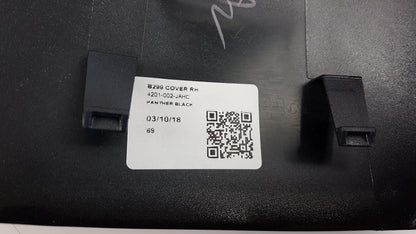 B299 COVER RH
4201-002-JAHC
PANTHER BLACK
03/10/18
69